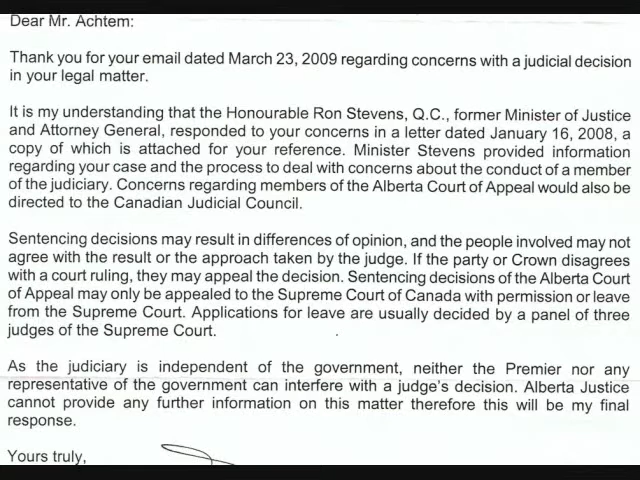 Dear Mr. Achtem:
Thank you for your email dated March 23, 2009 regarding concerns with a judicial decision
in your legal matter.
It is my understanding that the Honourable Ron Stevens, Q.C., former Minister of Justice
and Attorney General, responded to your concerns in a letter dated January 16, 2008, a
copy of which is attached for your reference. Minister Stevens provided information
regarding your case and the process to deal with concerns about the conduct of a member
of the judiciary. Concerns regarding members of the Alberta Court of Appeal would also be
directed to the Canadian Judicial Council.
Sentencing decisions may result in differences of opinion, and the people involved may not
agree with the result or the approach taken by the judge. If the party or Crown disagrees
with a court ruling, they may appeal the decision. Sentencing decisions of the Alberta Court
of Appeal may only be appealed to the Supreme Court of Canada with permission or leave
from the Supreme Court. Applications for leave are usually decided by a panel of three
judges of the Supreme Court.
As the judiciary is independent of the government, neither the Premier nor any
representative of the government can interfere with a judge's decision. Alberta Justice
cannot provide any further information on this matter therefore this will be my final
response.
Yours truly,